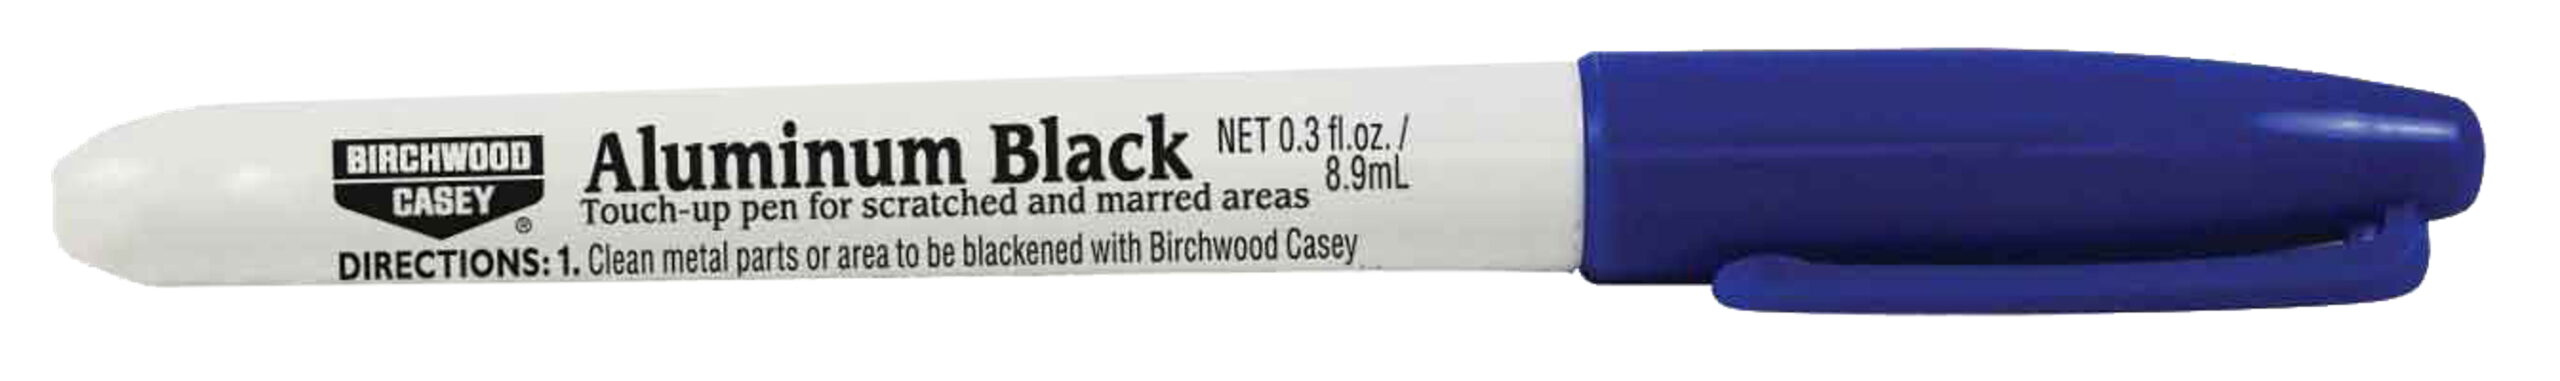 BIRCHWOOD
CASEY
®
Aluminum Black
Touch-up pen for scratched and marred areas
NET 0.3 fl.oz. /
8.9mL
DIRECTIONS: 1. Clean metal parts or area to be blackened with Birchwood Casey